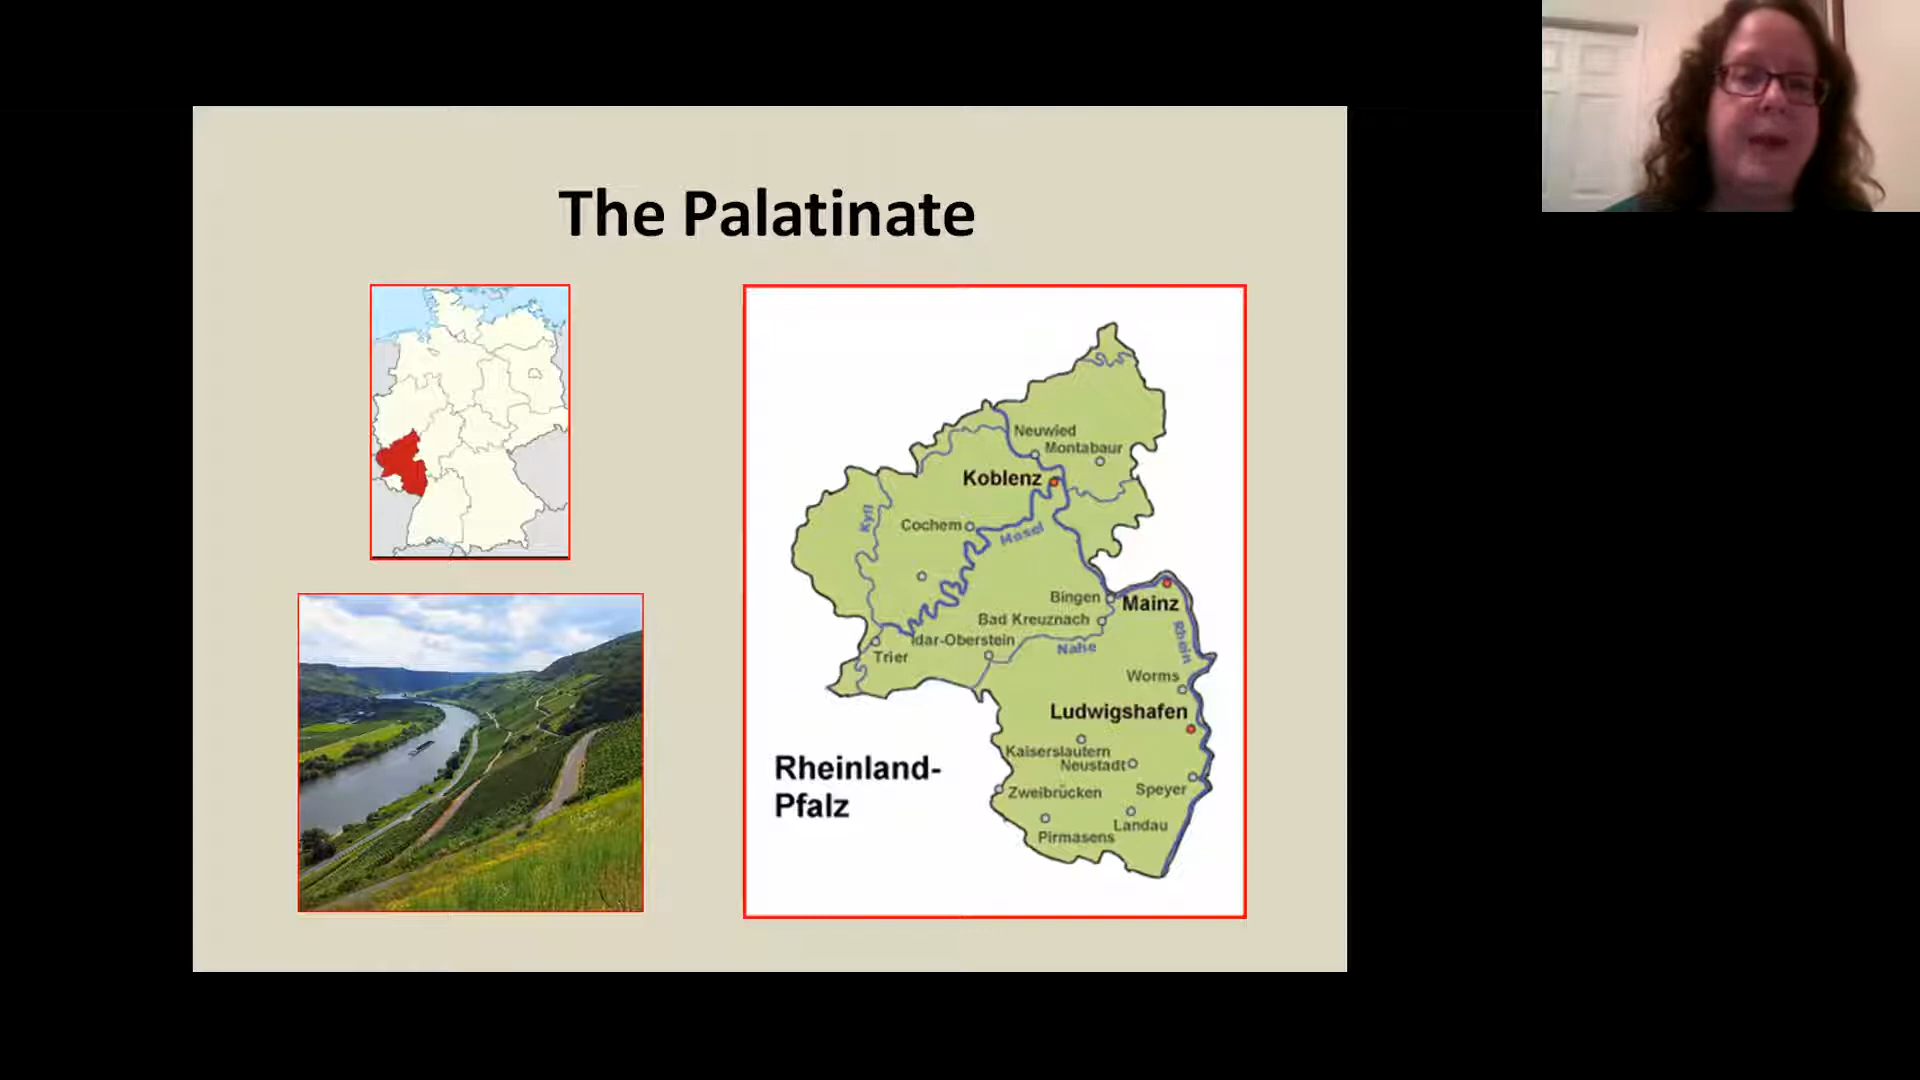 The Palatinate
Neuwied
Montabaur
Koblenz
Kyll
Cochem
Mosel
Bingen
Mainz
Bad Kreuznach
Rhein
Idar-Oberstein
Nahe
Trier
Worms
Ludwigshafen
Kaiserslautern
Neustadt
Rheinland-
Pfalz
Zweibrücken
Speyer
Landau
Pirmasens